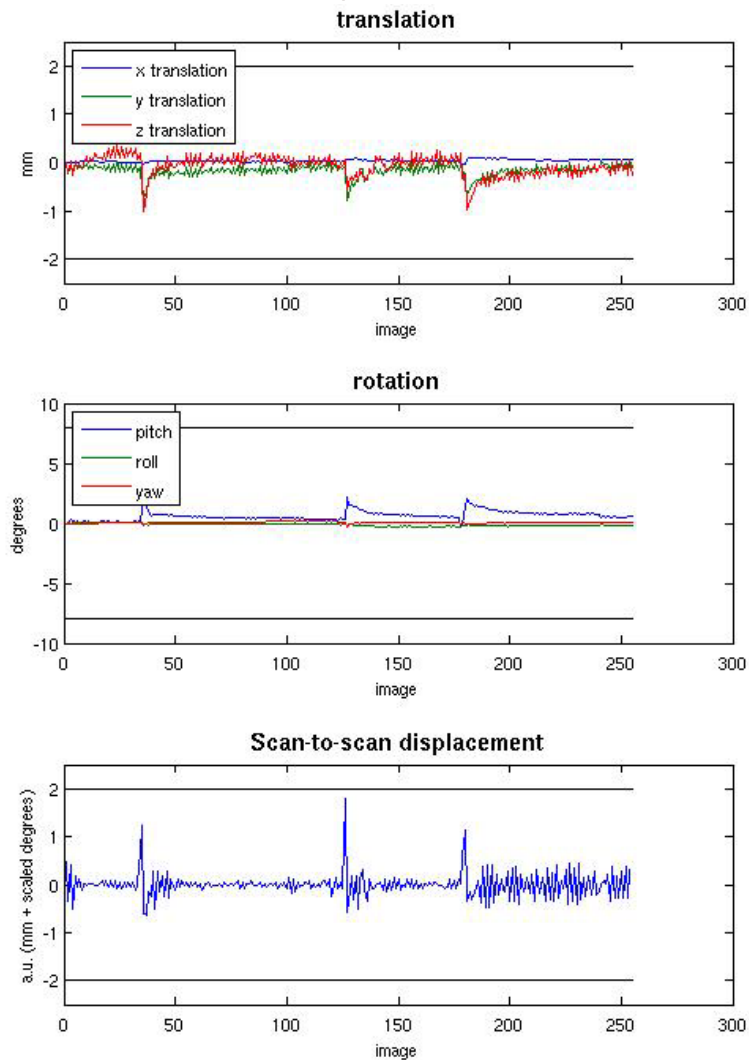 translation
2
1
0
-1
-2
mm
x translation
y translation
z translation
0 50 100 150 200 250 300
image
rotation
10
5
0
-5
-10
degrees
pitch
roll
yaw
0 50 100 150 200 250 300
image
Scan-to-scan displacement
2
1
0
-1
-2
a.u. (mm + scaled degrees)
0 50 100 150 200 250 300
image